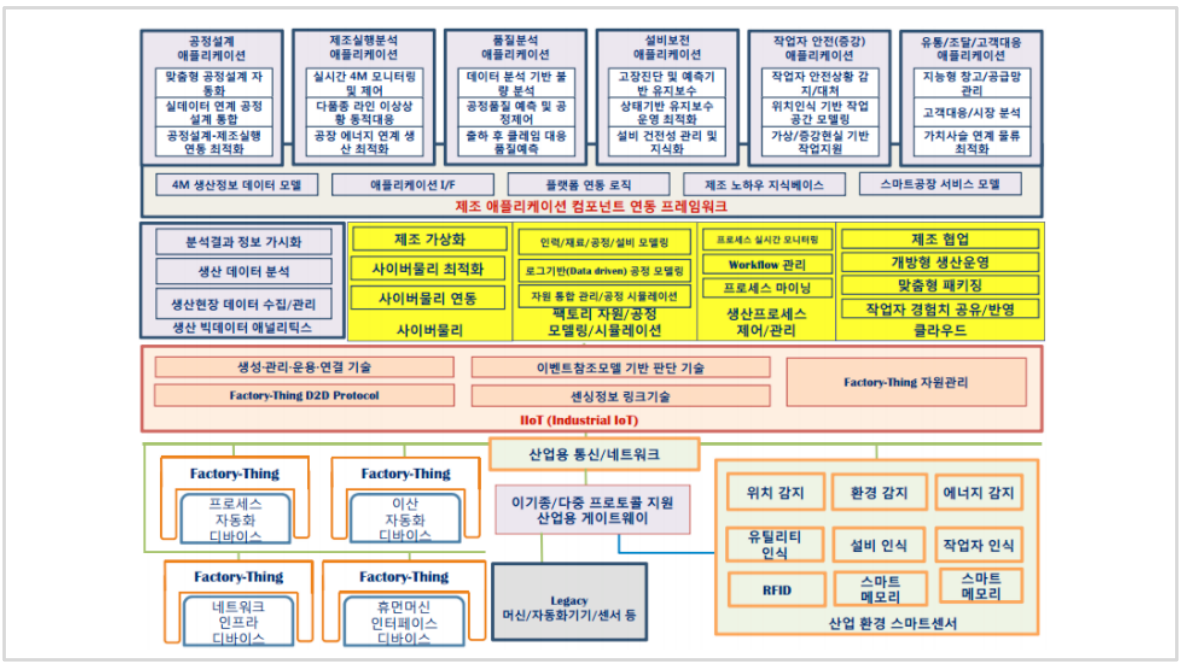 공정설계
애플리케이션
맞춤형 공정설계 자
동화
실데이터 연계 공정
설계 통합
공정설계-제조실행
연동 최적화
제조실행분석
애플리케이션
실시간 4M 모니터링
및 제어
다품종 라인 이상상
황 동적대응
공장 에너지 연계 생
산 최적화
품질분석
애플리케이션
데이터 분석 기반 불
량 분석
공정품질 예측 및 공
정제어
출하 후 클레임 대응
품질예측
설비보전
애플리케이션
고장진단 및 예측기
반 유지보수
상태기반 유지보수
운영 최적화
설비 건전성 관리 및
지식화
작업자 안전(증강)
애플리케이션
작업자 안전상황 감
지/대처
위치인식 기반 작업
공간 모델링
가상/증강현실 기반
작업지원
유통/조달/고객대응
애플리케이션
지능형 창고/공급망
관리
고객대응/시장 분석
가치사슬 연계 물류
최적화
4M 생산정보 데이터 모델
애플리케이션 I/F
플랫폼 연동 로직
제조 노하우 지식베이스
스마트공장 서비스 모델
제조 애플리케이션 컴포넌트 연동 프레임워크
분석결과 정보 가시화
생산 데이터 분석
생산현장 데이터 수집/관리
생산 빅데이터 애널리틱스
제조 가상화
사이버물리 최적화
사이버물리 연동
사이버물리
인력/재료/공정/설비 모델링
로그기반(Data driven) 공정 모델링
자원 통합 관리/공정 시뮬레이션
팩토리 자원/공정
모델링/시뮬레이션
프로세스 실시간 모니터링
Workflow 관리
프로세스 마이닝
생산프로세스
제어/관리
제조 협업
개방형 생산운영
맞춤형 패키징
작업자 경험치 공유/반영
클라우드
생성-관리-운용-연결 기술
Factory-Thing D2D Protocol
이벤트참조모델 기반 판단 기술
센싱정보 링크기술
Factory-Thing 자원관리
IIoT (Industrial IoT)
산업용 통신/네트워크
Factory-Thing
프로세스
자동화
디바이스
Factory-Thing
이산
자동화
디바이스
Factory-Thing
네트워크
인프라
디바이스
Factory-Thing
휴먼머신
인터페이스
디바이스
이기종/다중 프로토콜 지원
산업용 게이트웨이
Legacy
머신/자동화기기/센서 등
위치 감지
환경 감지
에너지 감지
유틸리티
인식
설비 인식
작업자 인식
RFID
스마트
메모리
스마트
메모리
산업 환경 스마트센서